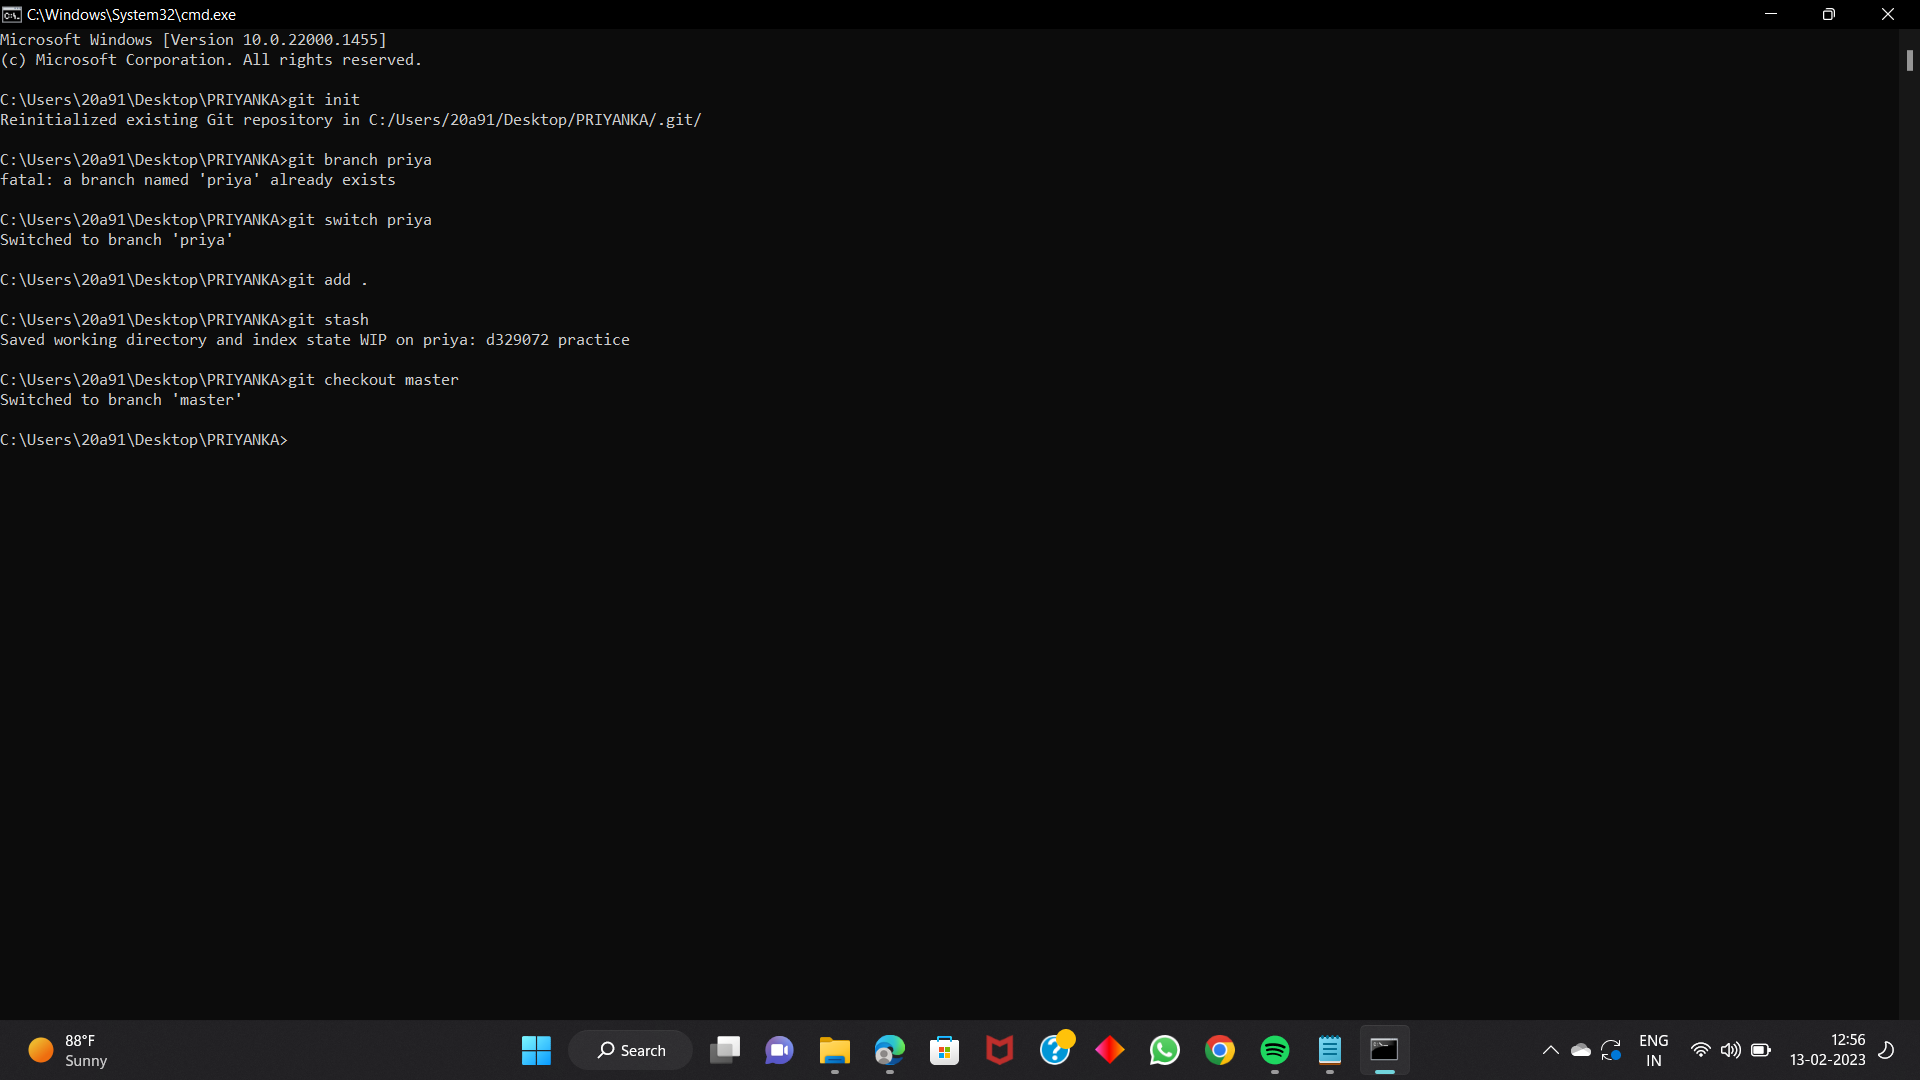 C:\Windows\System32\cmd.exe
Microsoft Windows [Version 10.0.22000.1455]
(c) Microsoft Corporation. All rights reserved.
C:\Users\20a91\Desktop\PRIYANKA>git init
Reinitialized existing Git repository in C:/Users/20a91/Desktop/PRIYANKA/.git/
C:\Users\20a91\Desktop\PRIYANKA>git branch priya
fatal: a branch named 'priya' already exists
C:\Users\20a91\Desktop\PRIYANKA>git switch priya
Switched to branch 'priya'
C:\Users\20a91\Desktop\PRIYANKA>git add .
C:\Users\20a91\Desktop\PRIYANKA>git stash
Saved working directory and index state WIP on priya: d329072 practice
C:\Users\20a91\Desktop\PRIYANKA>git checkout master
Switched to branch 'master'
C:\Users\20a91\Desktop\PRIYANKA>
88°F
Sunny
Search
ENG
IN
12:56
13-02-2023